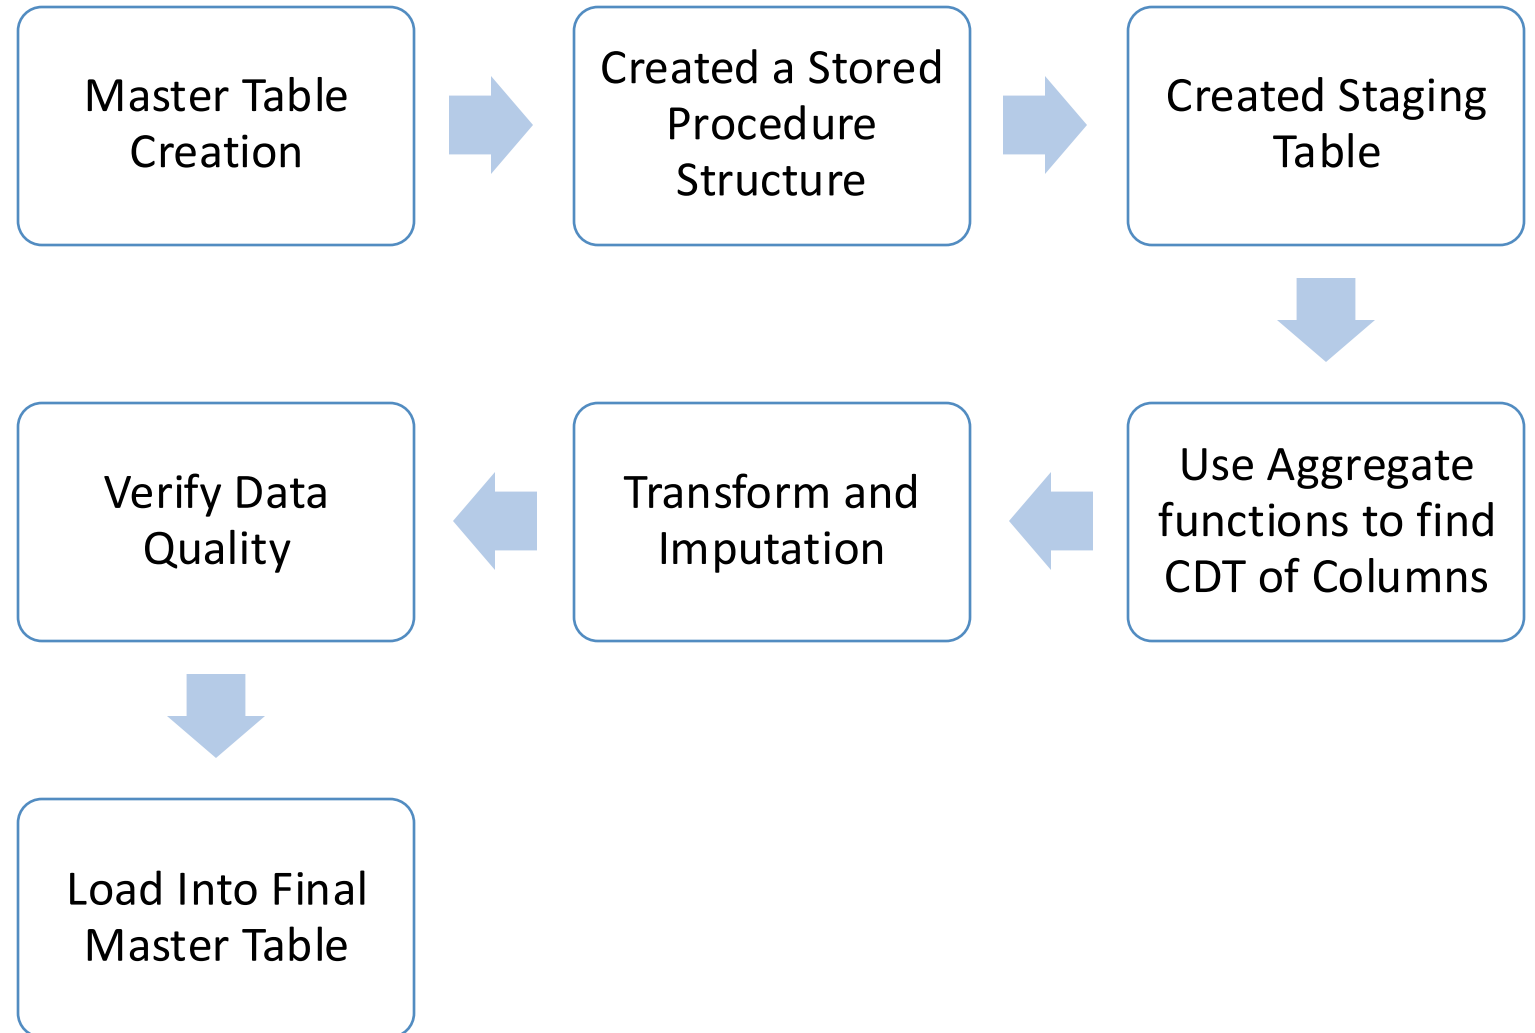 Master Table
Creation
Created a Stored
Procedure
Structure
Created Staging
Table
Use Aggregate
functions to find
CDT of Columns
Transform and
Imputation
Verify Data
Quality
Load Into Final
Master Table